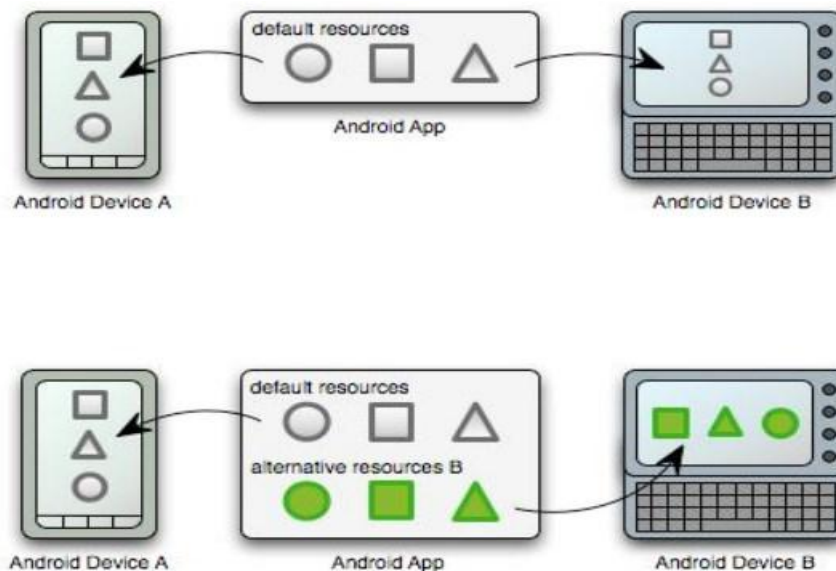 default resources
Android App
Android Device A
Android Device B
default resources
alternative resources B
Android Device A
Android App
Android Device B